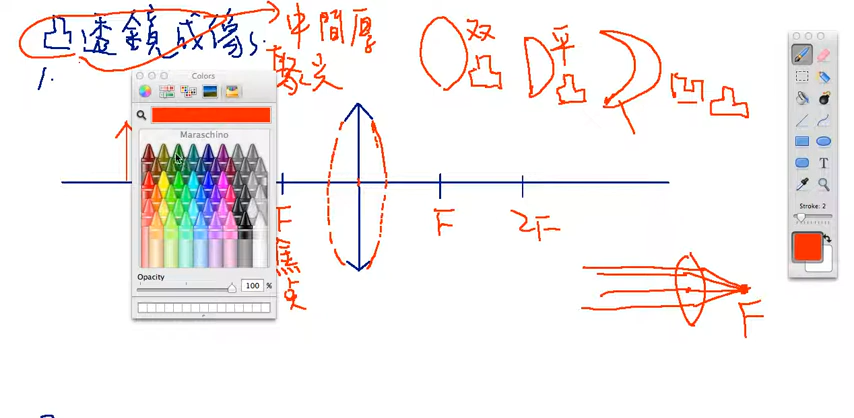 凸透鏡成像:
中間厚
聚光
双凸
平凸
凹凸
1.
F
焦点
F
2F
F
Colors
Maraschino
Opacity
100 %
Stroke: 2
T